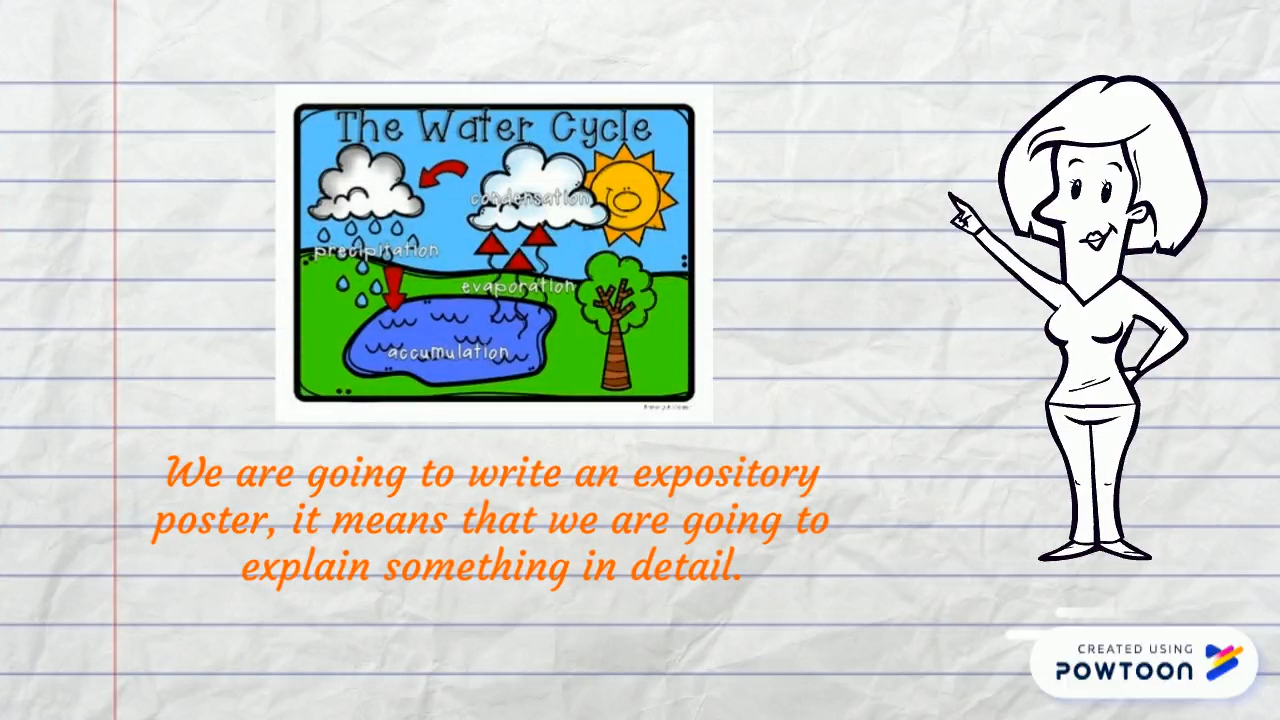 The Water Cycle
condensation
precipitation
evaporation
accumulation
We are going to write an expository
poster, it means that we are going to
explain something in detail.
CREATED USING
POWTOON